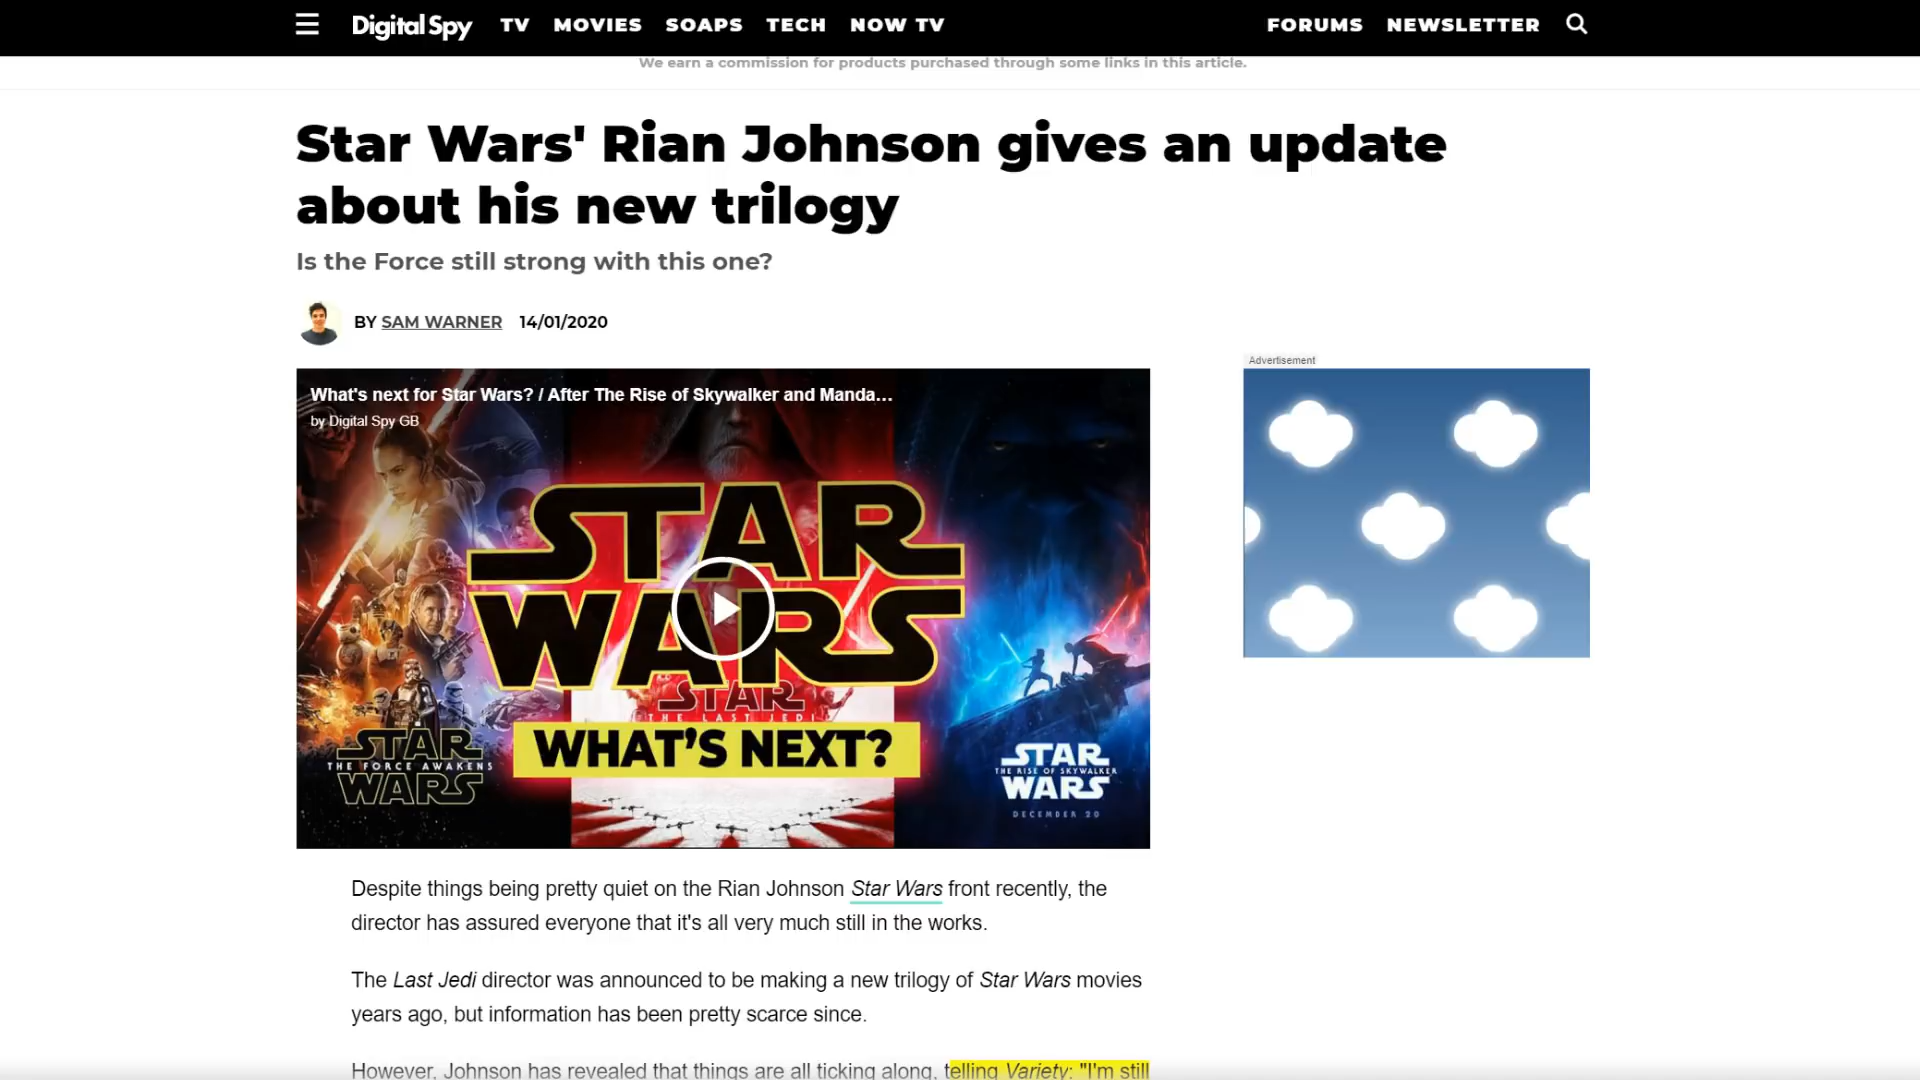 Digital Spy TV MOVIES SOAPS TECH NOW TV FORUMS NEWSLETTER
We earn a commission for products purchased through some links in this article.
Star Wars' Rian Johnson gives an update
about his new trilogy
Is the Force still strong with this one?
BY SAM WARNER 14/01/2020
Advertisement
What's next for Star Wars? / After The Rise of Skywalker and Manda...
by Digital Spy GB
STAR
WARS
STAR
THE LAST JEDI
WHAT'S NEXT?
STAR
THE FORCE AWAKENS
WARS
STAR
THE RISE OF SKYWALKER
WARS
DECEMBER 20
Despite things being pretty quiet on the Rian Johnson Star Wars front recently, the
director has assured everyone that it's all very much still in the works.
The Last Jedi director was announced to be making a new trilogy of Star Wars movies
years ago, but information has been pretty scarce since.
However, Johnson has revealed that things are all ticking along, telling Variety: "I'm still